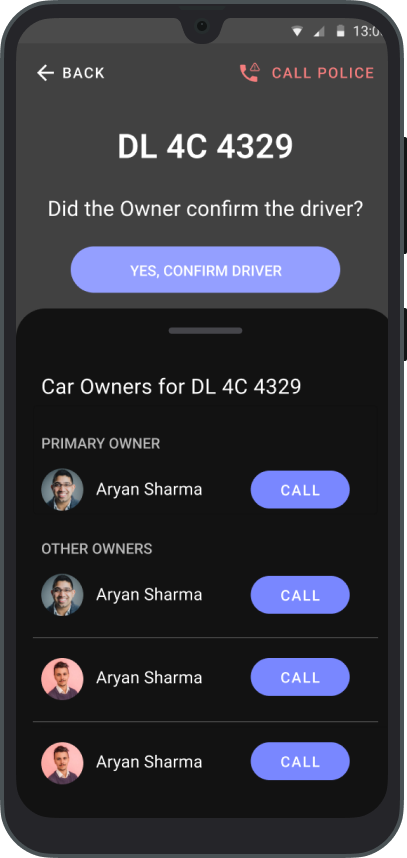 13:0
BACK
CALL POLICE
DL 4C 4329
Did the Owner confirm the driver?
YES, CONFIRM DRIVER
Car Owners for DL 4C 4329
PRIMARY OWNER
Aryan Sharma CALL
OTHER OWNERS
Aryan Sharma CALL
Aryan Sharma CALL
Aryan Sharma CALL